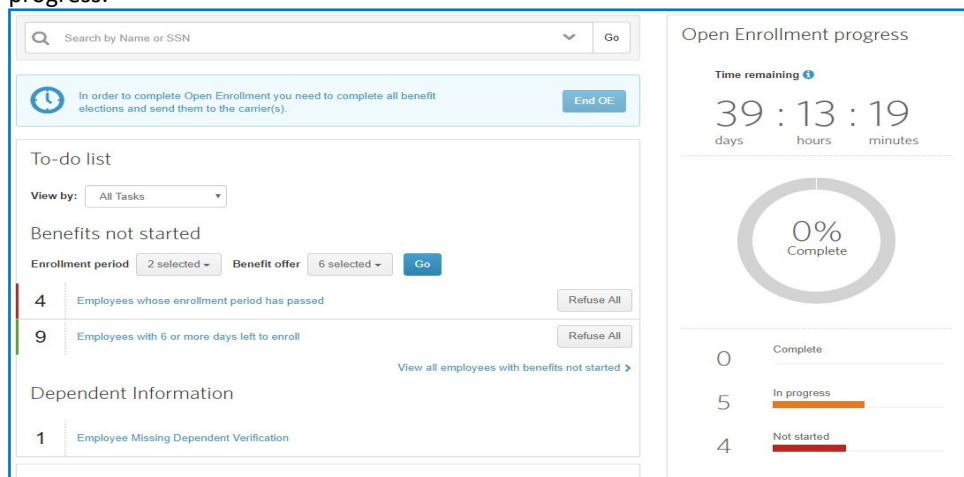 progress.
Search by Name or SSN
Go
In order to complete Open Enrollment you need to complete all benefit
elections and send them to the carrier(s).
End OE
To-do list
View by: All Tasks
Benefits not started
Enrollment period 2 selected Benefit offer 6 selected Go
4 Employees whose enrollment period has passed Refuse All
9 Employees with 6 or more days left to enroll Refuse All
View all employees with benefits not started >
Dependent Information
1 Employee Missing Dependent Verification
Open Enrollment progress
Time remaining
39 : 13 : 19
days hours minutes
0%
Complete
0 Complete
5 In progress
4 Not started